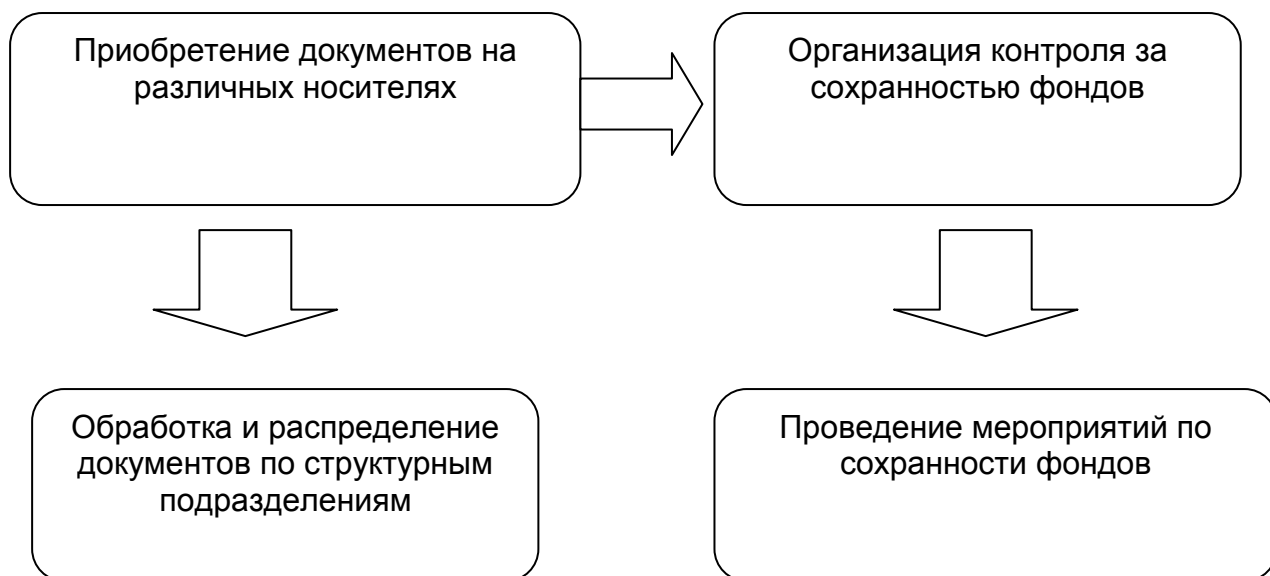 Приобретение документов на
различных носителях
Организация контроля за
сохранностью фондов
Обработка и распределение
документов по структурным
подразделениям
Проведение мероприятий по
сохранности фондов